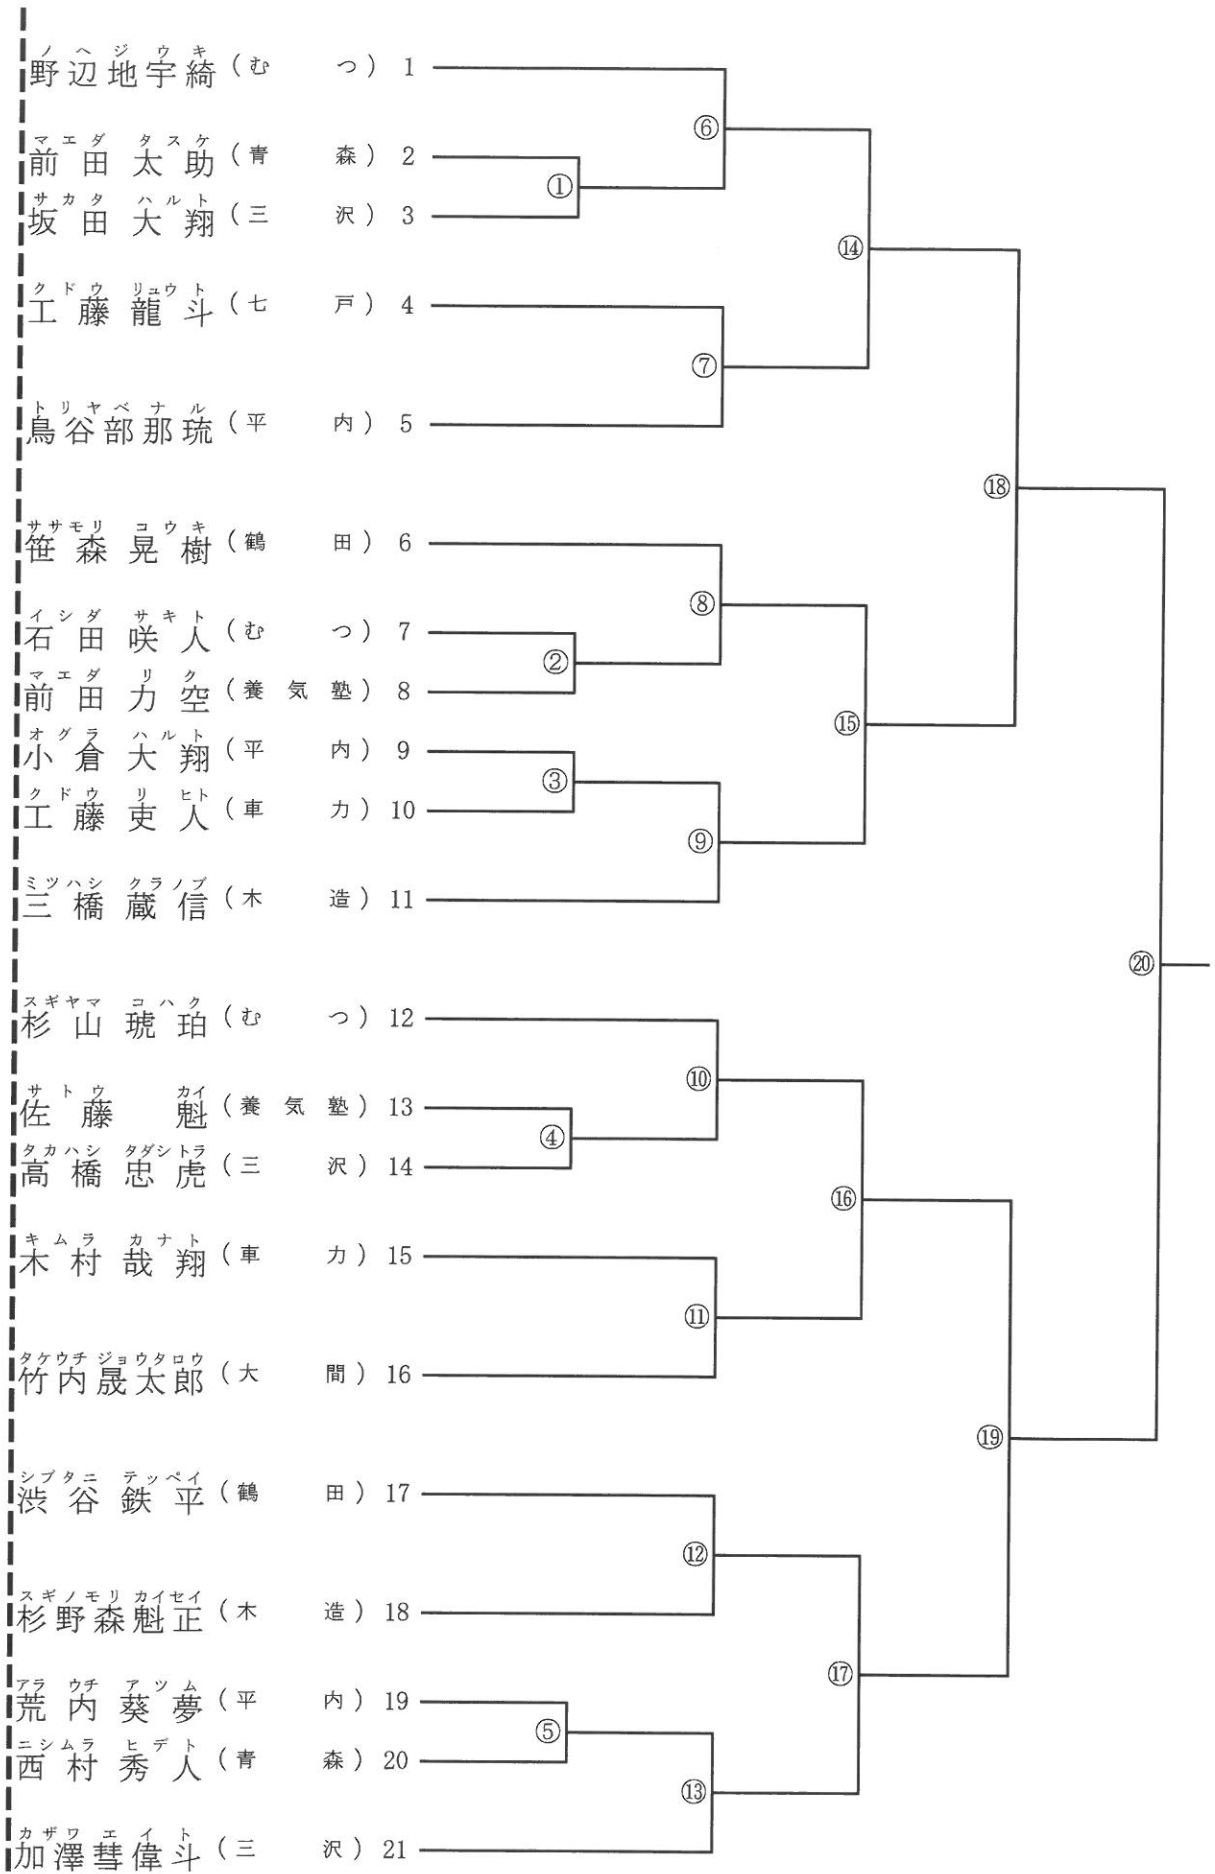 ノヘジ ウキ
野辺地宇綺（むつ）1
⑥
マエダ タスケ
前田 太助（青森）2
①
サカタ ハルト
坂田 大翔（三沢）3
⑭
クドウ リュウト
工藤 龍斗（七戸）4
⑦
トリヤベ ナル
鳥谷部那琉（平内）5
⑱
ササモリ コウキ
笹森 晃樹（鶴田）6
⑧
イシダ サキト
石田 咲人（むつ）7
②
マエダ リク
前田 力空（養気塾）8
⑮
オグラ ハルト
小倉 大翔（平内）9
③
クドウ リヒト
工藤 吏人（車力）10
⑨
ミツハシ クラノブ
三橋 蔵信（木造）11
⑳
スギヤマ コハク
杉山 琥珀（むつ）12
⑩
サトウ カイ
佐藤 魁（養気塾）13
④
タカハシ タダシトラ
高橋 忠虎（三沢）14
⑯
キムラ カナト
木村 哉翔（車力）15
⑪
タケウチ ジョウタロウ
竹内晟太郎（大間）16
⑲
シブタニ テッペイ
渋谷 鉄平（鶴田）17
⑫
スギノモリ カイセイ
杉野森魁正（木造）18
⑰
アラウチ アツム
荒内 葵夢（平内）19
⑤
ニシムラ ヒデト
西村 秀人（青森）20
⑬
カザワ エイト
加澤彗偉斗（三沢）21